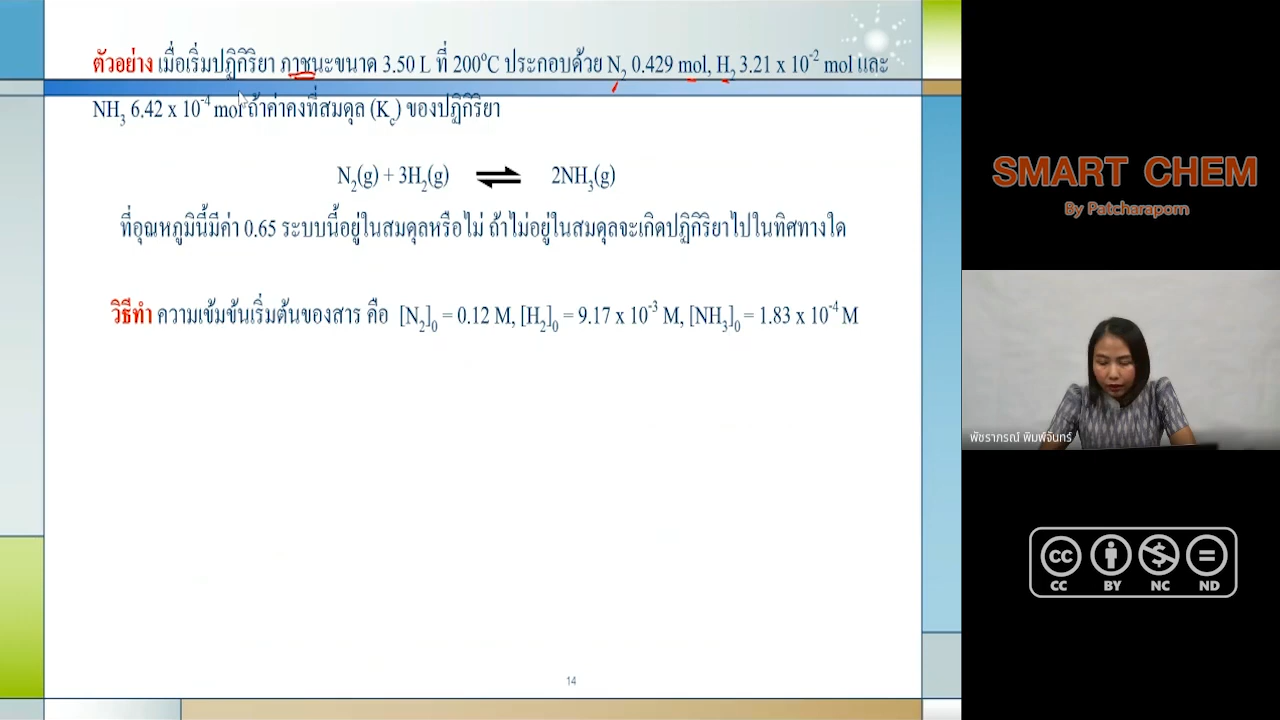 ตัวอย่าง เมื่อเริ่มปฏิกิริยา ภาชนะขนาด 3.50 L ที่ 200°C ประกอบด้วย N₂ 0.429 mol, H₂ 3.21 x 10⁻² mol และ
NH₃ 6.42 x 10⁻⁴ mol ถ้าค่าคงที่สมดุล (K꜀) ของปฏิกิริยา
N₂(g) + 3H₂(g) ⇌ 2NH₃(g)
ที่อุณหภูมินี้มีค่า 0.65 ระบบนี้อยู่ในสมดุลหรือไม่ ถ้าไม่อยู่ในสมดุลจะเกิดปฏิกิริยาไปในทิศทางใด
วิธีทำ ความเข้มข้นเริ่มต้นของสาร คือ [N₂]₀ = 0.12 M, [H₂]₀ = 9.17 x 10⁻³ M, [NH₃]₀ = 1.83 x 10⁻⁴ M
14
SMART CHEM
By Patcharaporn
พัชราภรณ์ พิมพ์จันทร์
CC BY NC ND